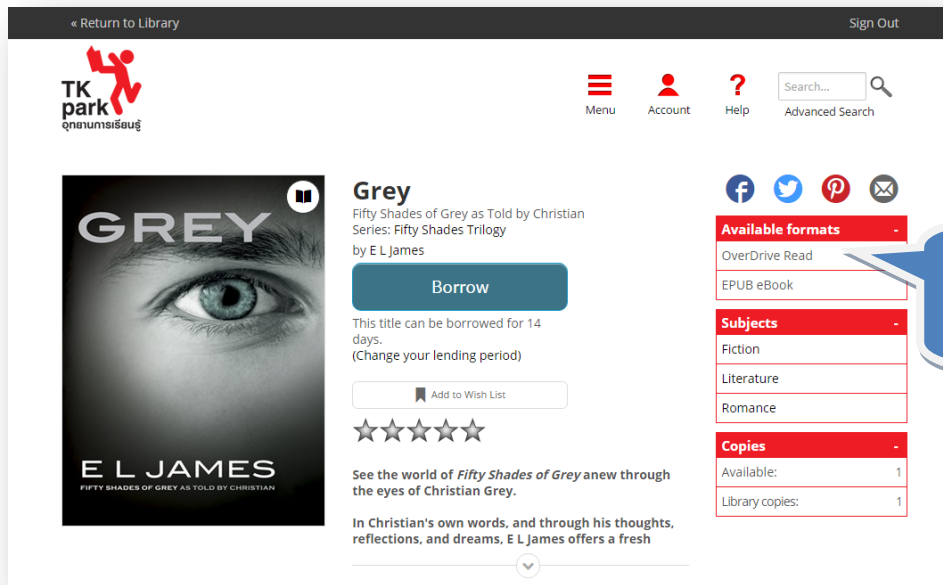 « Return to Library
Sign Out
TK
park
อุทยานการเรียนรู้
Menu
Account
Help
Search...
Advanced Search
GREY
E L JAMES
FIFTY SHADES OF GREY AS TOLD BY CHRISTIAN
Grey
Fifty Shades of Grey as Told by Christian
Series: Fifty Shades Trilogy
by E L James
Borrow
This title can be borrowed for 14
days.
(Change your lending period)
Add to Wish List
See the world of Fifty Shades of Grey anew through
the eyes of Christian Grey.
In Christian's own words, and through his thoughts,
reflections, and dreams, E L James offers a fresh
Available formats -
OverDrive Read
EPUB eBook
Subjects -
Fiction
Literature
Romance
Copies -
Available: 1
Library copies: 1